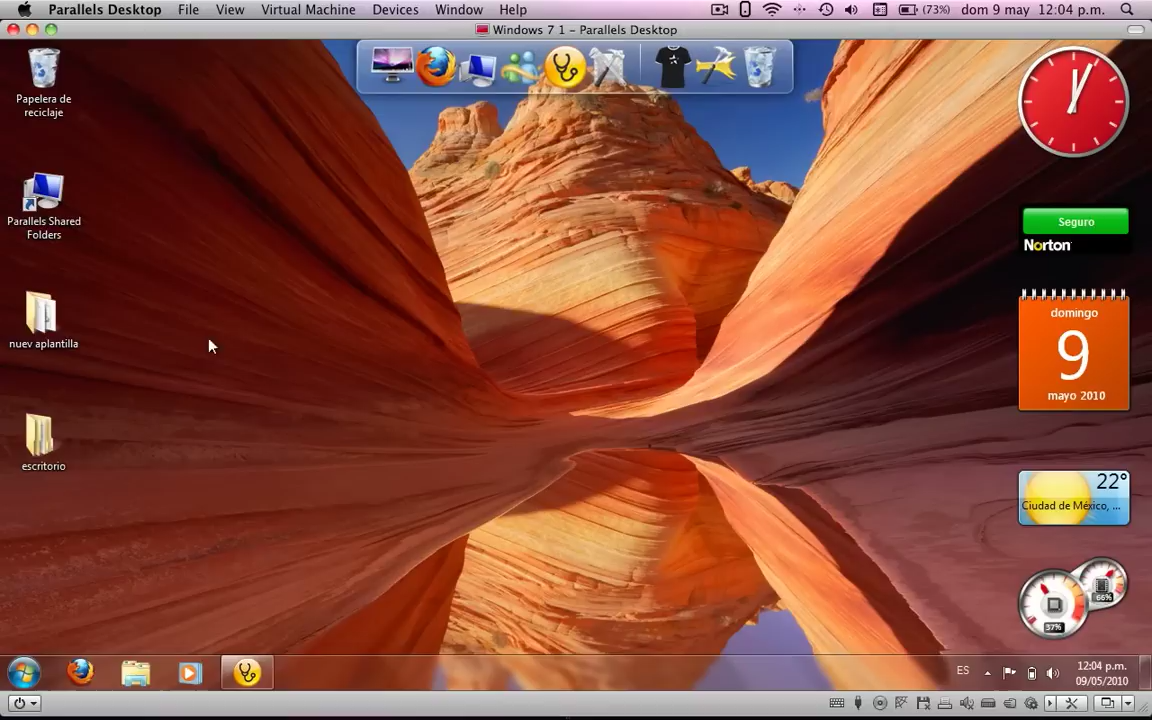 Parallels Desktop File View Virtual Machine Devices Window Help (73%) dom 9 may 12:04 p.m.
Windows 7 1 – Parallels Desktop
Papelera de
reciclaje
Parallels Shared
Folders
Seguro
Norton
nuev aplantilla
domingo
9
mayo 2010
escritorio
22°
Ciudad de México, ...
66%
37%
ES
12:04 p.m.
09/05/2010